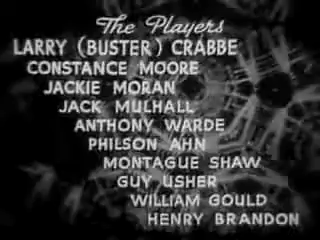 The Players
LARRY (BUSTER) CRABBE
CONSTANCE MOORE
JACKIE MORAN
JACK MULHALL
ANTHONY WARDE
PHILSON AHN
MONTAGUE SHAW
GUY USHER
WILLIAM GOULD
HENRY BRANDON